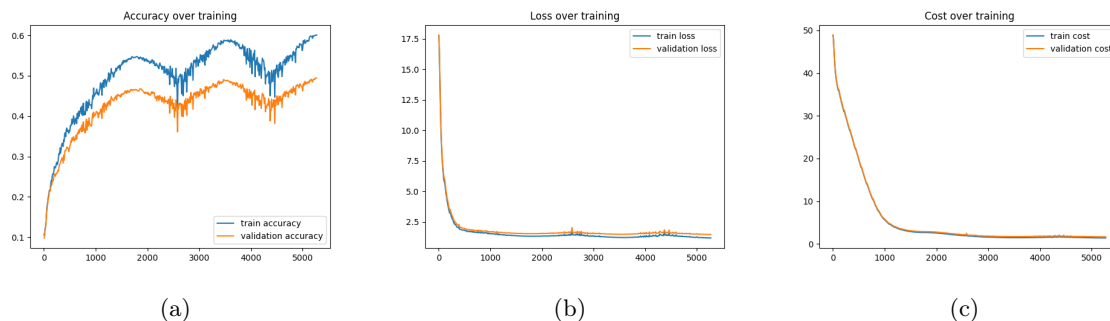 Accuracy over training
0.6
0.5
0.4
0.3
0.2
0.1
0 1000 2000 3000 4000 5000
train accuracy
validation accuracy
(a)
Loss over training
17.5
15.0
12.5
10.0
7.5
5.0
2.5
0 1000 2000 3000 4000 5000
train loss
validation loss
(b)
Cost over training
50
40
30
20
10
0
0 1000 2000 3000 4000 5000
train cost
validation cost
(c)